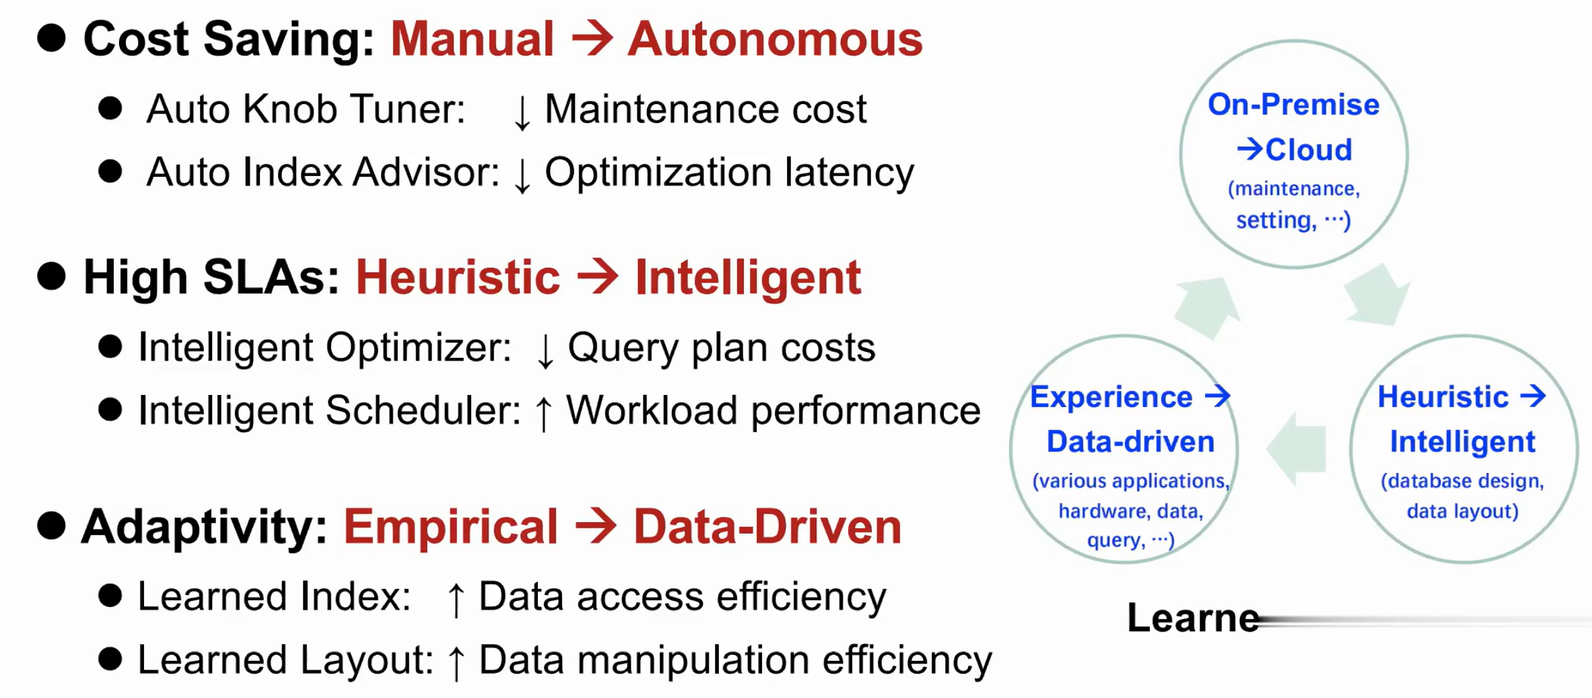 ● Cost Saving: Manual → Autonomous
● Auto Knob Tuner: ↓ Maintenance cost
● Auto Index Advisor: ↓ Optimization latency
● High SLAs: Heuristic → Intelligent
● Intelligent Optimizer: ↓ Query plan costs
● Intelligent Scheduler: ↑ Workload performance
● Adaptivity: Empirical → Data-Driven
● Learned Index: ↑ Data access efficiency
● Learned Layout: ↑ Data manipulation efficiency
On-Premise
→Cloud
(maintenance,
setting, ···)
Experience →
Data-driven
(various applications,
hardware, data,
query, ···)
Heuristic →
Intelligent
(database design,
data layout)
Learne